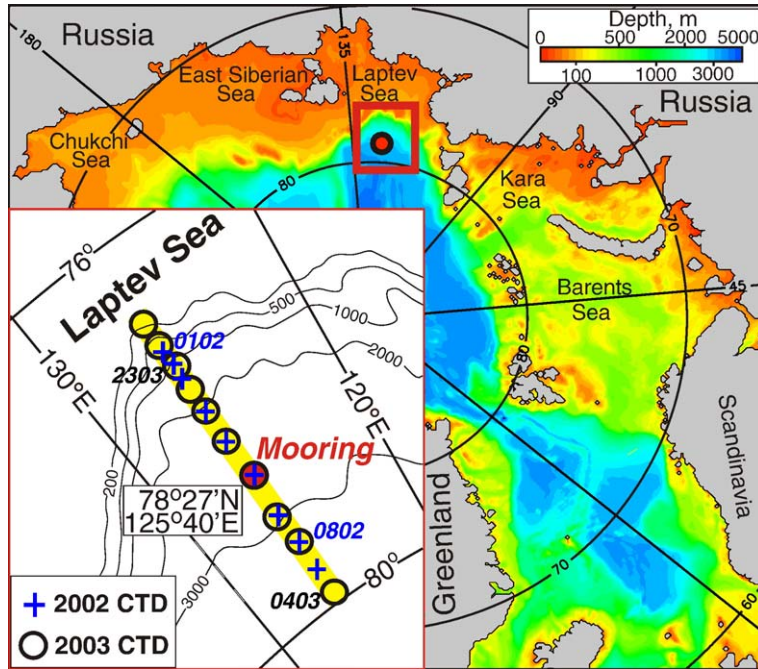 180
Russia
135
East Siberian
Sea
Laptev
Sea
Chukchi
Sea
Depth, m
0 500 2000 5000
100 1000 3000
Russia
90
80
Kara
Sea
70
Barents
Sea
45
80
Scandinavia
Greenland
70
60
76°
Laptev Sea
500
1000
2000
0102
2303
130°E
120°E
Mooring
200
78°27'N
125°40'E
0802
3000
80°
0403
2002 CTD
2003 CTD